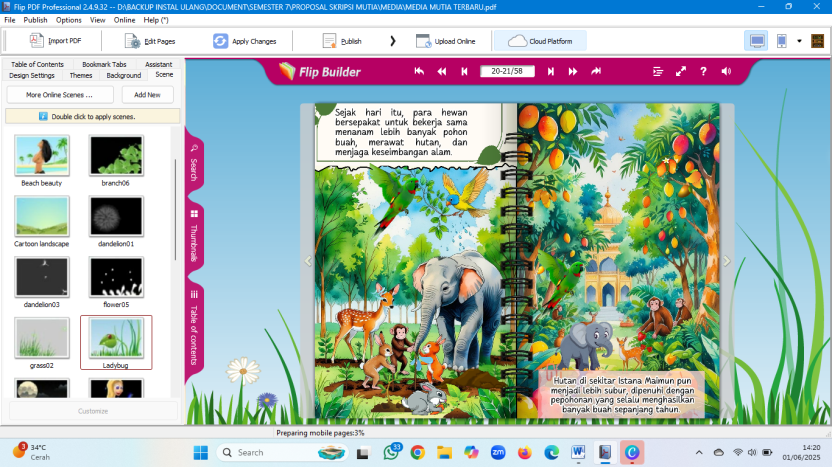 Flip PDF Professional 2.4.9.32 -- D:\BACKUP INSTAL ULANG\DOCUMENT\SEMESTER 7\PROPOSAL SKRIPSI MUTIA\MEDIA\MEDIA MUTIA TERBARU.pdf
File Publish Options View Online Help (*)
Import PDF Edit Pages Apply Changes Publish Upload Online Cloud Platform
Table of Contents Bookmark Tabs Assistant
Design Settings Themes Background Scene
More Online Scenes ... Add New
Double click to apply scenes.
Beach beauty branch06
Cartoon landscape dandelion01
dandelion03 flower05
grass02 Ladybug
Customize
Flip Builder 20-21/58 ?
Search
Thumbnails
Table of contents
Sejak hari itu, para hewan
bersepakat untuk bekerja sama
menanam lebih banyak pohon
buah, merawat hutan, dan
menjaga keseimbangan alam.
Hutan di sekitar Istana Maimun pun
menjadi lebih subur, dipenuhi dengan
pepohonan yang selalu menghasilkan
banyak buah sepanjang tahun.
Preparing mobile pages:3%
3
34°C
Cerah
Search
33
zm
14:20
01/06/2025